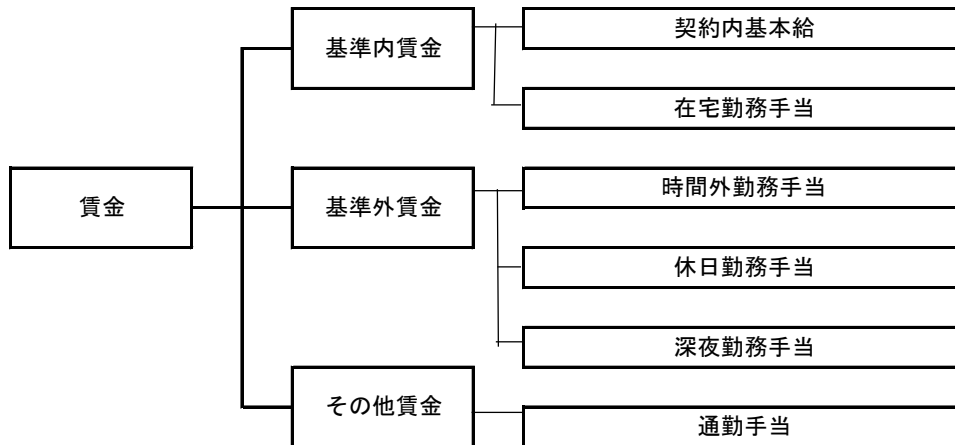 契約内基本給
基準内賃金
在宅勤務手当
賃金
基準外賃金
時間外勤務手当
休日勤務手当
深夜勤務手当
その他賃金
通勤手当